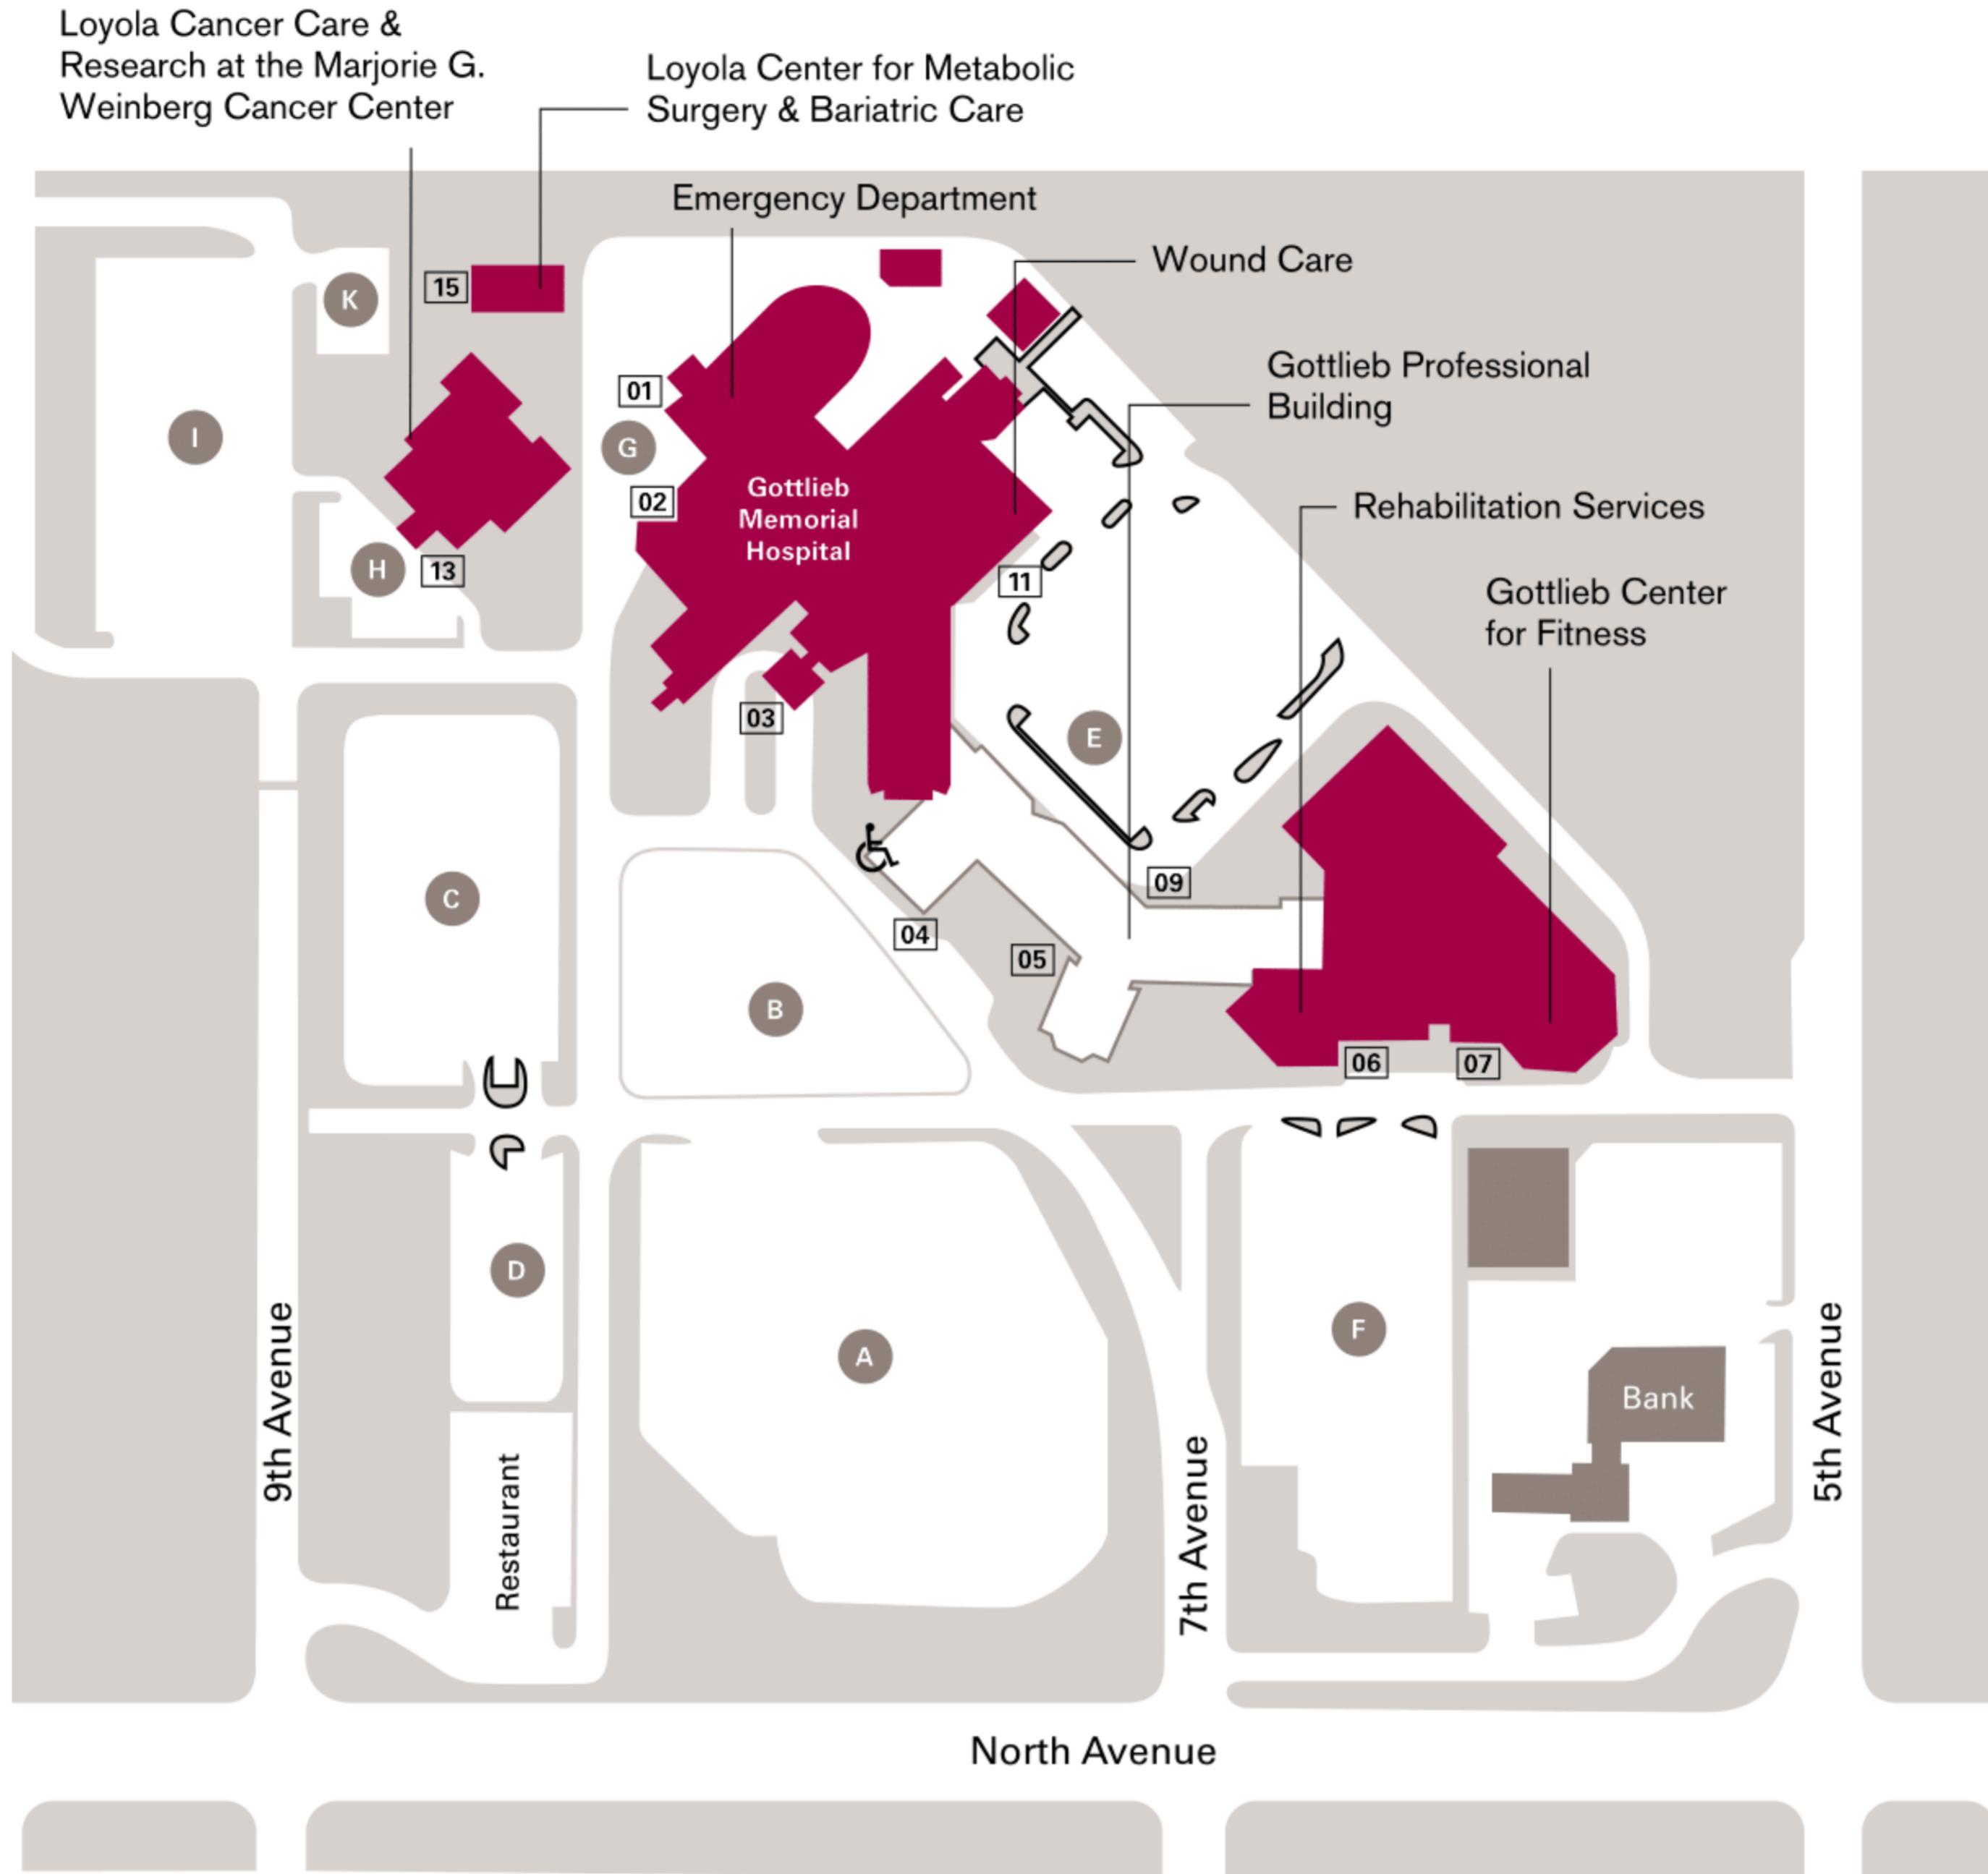 Loyola Cancer Care &
Research at the Marjorie G.
Weinberg Cancer Center
Loyola Center for Metabolic
Surgery & Bariatric Care
Emergency Department
Wound Care
Gottlieb Professional
Building
Rehabilitation Services
Gottlieb Center
for Fitness
K
15
I
01
G
02
Gottlieb
Memorial
Hospital
H
13
11
03
E
C
09
04
05
B
06
07
D
A
F
Bank
9th Avenue
Restaurant
7th Avenue
5th Avenue
North Avenue